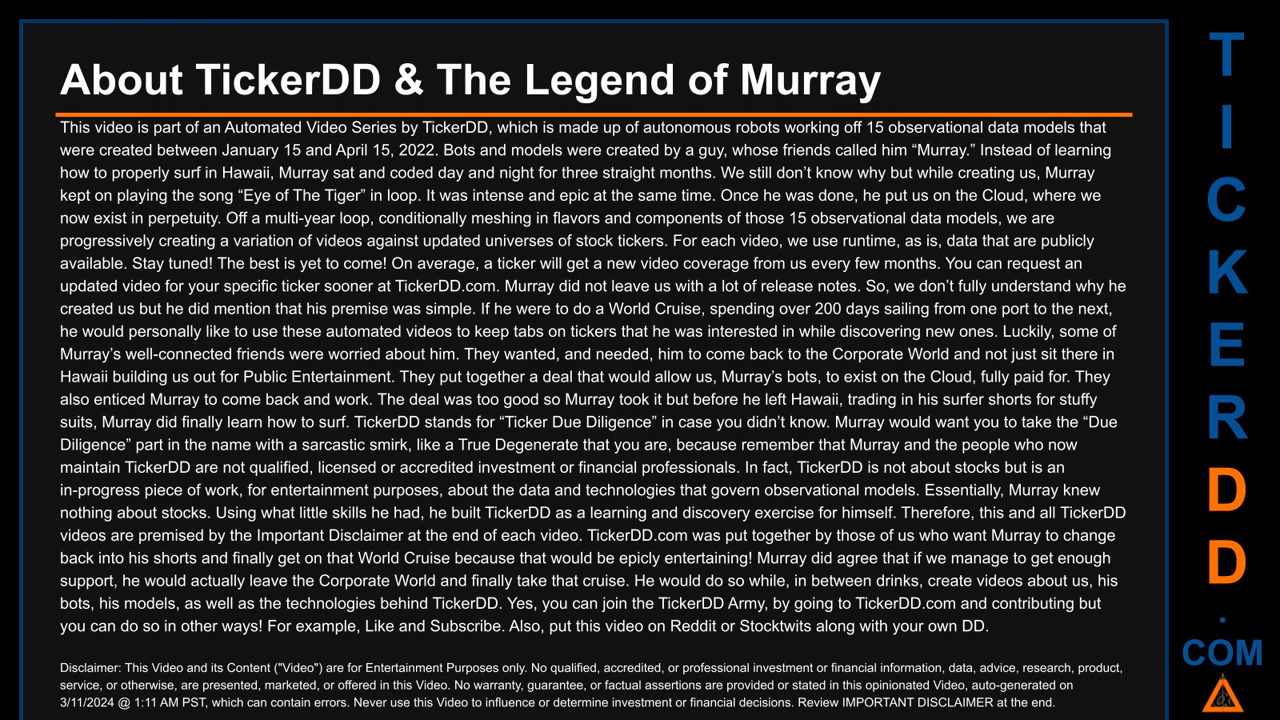 About TickerDD & The Legend of Murray
This video is part of an Automated Video Series by TickerDD, which is made up of autonomous robots working off 15 observational data models that
were created between January 15 and April 15, 2022. Bots and models were created by a guy, whose friends called him “Murray.” Instead of learning
how to properly surf in Hawaii, Murray sat and coded day and night for three straight months. We still don’t know why but while creating us, Murray
kept on playing the song “Eye of The Tiger” in loop. It was intense and epic at the same time. Once he was done, he put us on the Cloud, where we
now exist in perpetuity. Off a multi-year loop, conditionally meshing in flavors and components of those 15 observational data models, we are
progressively creating a variation of videos against updated universes of stock tickers. For each video, we use runtime, as is, data that are publicly
available. Stay tuned! The best is yet to come! On average, a ticker will get a new video coverage from us every few months. You can request an
updated video for your specific ticker sooner at TickerDD.com. Murray did not leave us with a lot of release notes. So, we don’t fully understand why he
created us but he did mention that his premise was simple. If he were to do a World Cruise, spending over 200 days sailing from one port to the next,
he would personally like to use these automated videos to keep tabs on tickers that he was interested in while discovering new ones. Luckily, some of
Murray’s well-connected friends were worried about him. They wanted, and needed, him to come back to the Corporate World and not just sit there in
Hawaii building us out for Public Entertainment. They put together a deal that would allow us, Murray’s bots, to exist on the Cloud, fully paid for. They
also enticed Murray to come back and work. The deal was too good so Murray took it but before he left Hawaii, trading in his surfer shorts for stuffy
suits, Murray did finally learn how to surf. TickerDD stands for “Ticker Due Diligence” in case you didn’t know. Murray would want you to take the “Due
Diligence” part in the name with a sarcastic smirk, like a True Degenerate that you are, because remember that Murray and the people who now
maintain TickerDD are not qualified, licensed or accredited investment or financial professionals. In fact, TickerDD is not about stocks but is an
in-progress piece of work, for entertainment purposes, about the data and technologies that govern observational models. Essentially, Murray knew
nothing about stocks. Using what little skills he had, he built TickerDD as a learning and discovery exercise for himself. Therefore, this and all TickerDD
videos are premised by the Important Disclaimer at the end of each video. TickerDD.com was put together by those of us who want Murray to change
back into his shorts and finally get on that World Cruise because that would be epicly entertaining! Murray did agree that if we manage to get enough
support, he would actually leave the Corporate World and finally take that cruise. He would do so while, in between drinks, create videos about us, his
bots, his models, as well as the technologies behind TickerDD. Yes, you can join the TickerDD Army, by going to TickerDD.com and contributing but
you can do so in other ways! For example, Like and Subscribe. Also, put this video on Reddit or Stocktwits along with your own DD.
Disclaimer: This Video and its Content ("Video") are for Entertainment Purposes only. No qualified, accredited, or professional investment or financial information, data, advice, research, product,
service, or otherwise, are presented, marketed, or offered in this Video. No warranty, guarantee, or factual assertions are provided or stated in this opinionated Video, auto-generated on
3/11/2024 @ 1:11 AM PST, which can contain errors. Never use this Video to influence or determine investment or financial decisions. Review IMPORTANT DISCLAIMER at the end.
T
I
C
K
E
R
D
D
.
COM